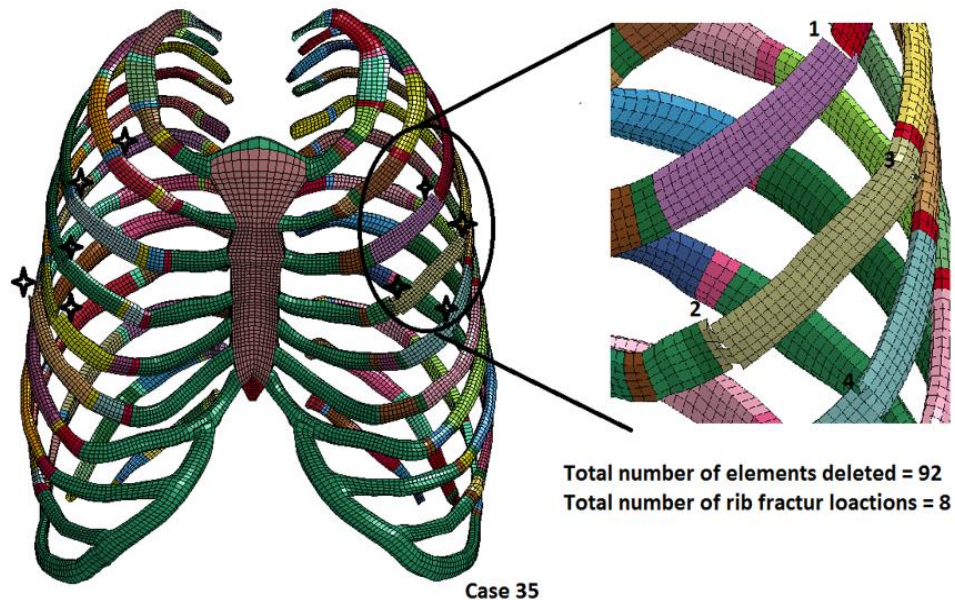 1
3
2
4
Total number of elements deleted = 92
Total number of rib fractur loactions = 8
Case 35